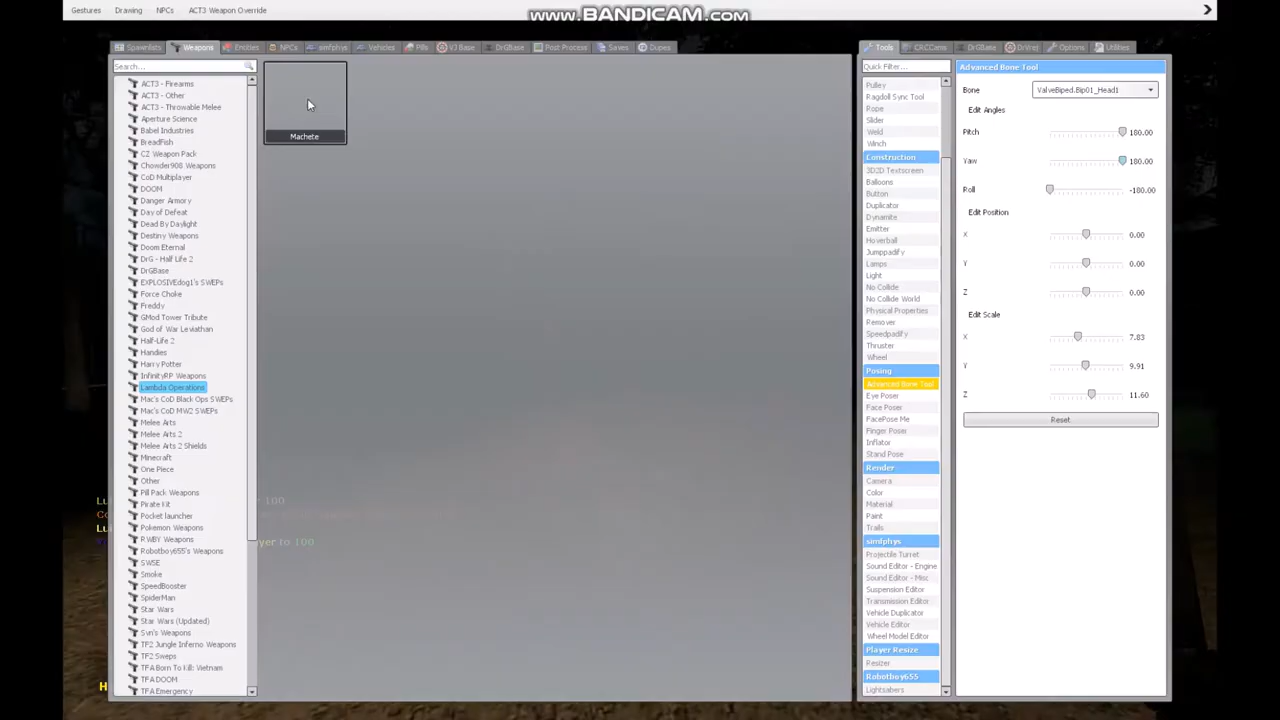 Gestures Drawing NPCs ACT3 Weapon Override
www.BANDICAM.com
Spawnlists Weapons Entities NPCs simfphys Vehicles Pills VJ Base DrGBase Post Process Saves Dupes
Search...
ACT3 - Firearms
ACT3 - Other
ACT3 - Throwable Melee
Aperture Science
Babel Industries
BreadFish
CZ Weapon Pack
Chowder908 Weapons
CoD Multiplayer
DOOM
Danger Armory
Day of Defeat
Dead By Daylight
Destiny Weapons
Doom Eternal
DrG - Half Life 2
DrGBase
EXPLOSIVEdog1's SWEPs
Force Choke
Freddy
GMod Tower Tribute
God of War Leviathan
Half-Life 2
Handies
Harry Potter
InfinityRP Weapons
Lambda Operations
Mac's CoD Black Ops SWEPs
Mac's CoD MW2 SWEPs
Melee Arts
Melee Arts 2
Melee Arts 2 Shields
Minecraft
One Piece
Other
Pill Pack Weapons
Pirate Kit
Pocket launcher
Pokemon Weapons
RWBY Weapons
Robotboy655's Weapons
SWSE
Smoke
SpeedBooster
SpiderMan
Star Wars
Star Wars (Updated)
Svn's Weapons
TF2 Jungle Inferno Weapons
TF2 Sweps
TFA Born To Kill: Vietnam
TFA DOOM
TFA Emergency
Machete
100
to 100
Tools CRCCams DrGBase DrVrej Options Utilities
Quick Filter...
Pulley
Ragdoll Sync Tool
Rope
Slider
Weld
Winch
Construction
3D2D Textscreen
Balloons
Button
Duplicator
Dynamite
Emitter
Hoverball
Jumppadify
Lamps
Light
No Collide
No Collide World
Physical Properties
Remover
Speedpadify
Thruster
Wheel
Posing
Advanced Bone Tool
Eye Poser
Face Poser
FacePose Me
Finger Poser
Inflator
Stand Pose
Render
Camera
Color
Material
Paint
Trails
simfphys
Projectile Turret
Sound Editor - Engine
Sound Editor - Misc
Suspension Editor
Transmission Editor
Vehicle Duplicator
Vehicle Editor
Wheel Model Editor
Player Resize
Resizer
Robotboy655
Lightsabers
Advanced Bone Tool
Bone ValveBiped.Bip01_Head1
Edit Angles
Pitch 180.00
Yaw 180.00
Roll -180.00
Edit Position
X 0.00
Y 0.00
Z 0.00
Edit Scale
X 7.83
Y 9.91
Z 11.60
Reset